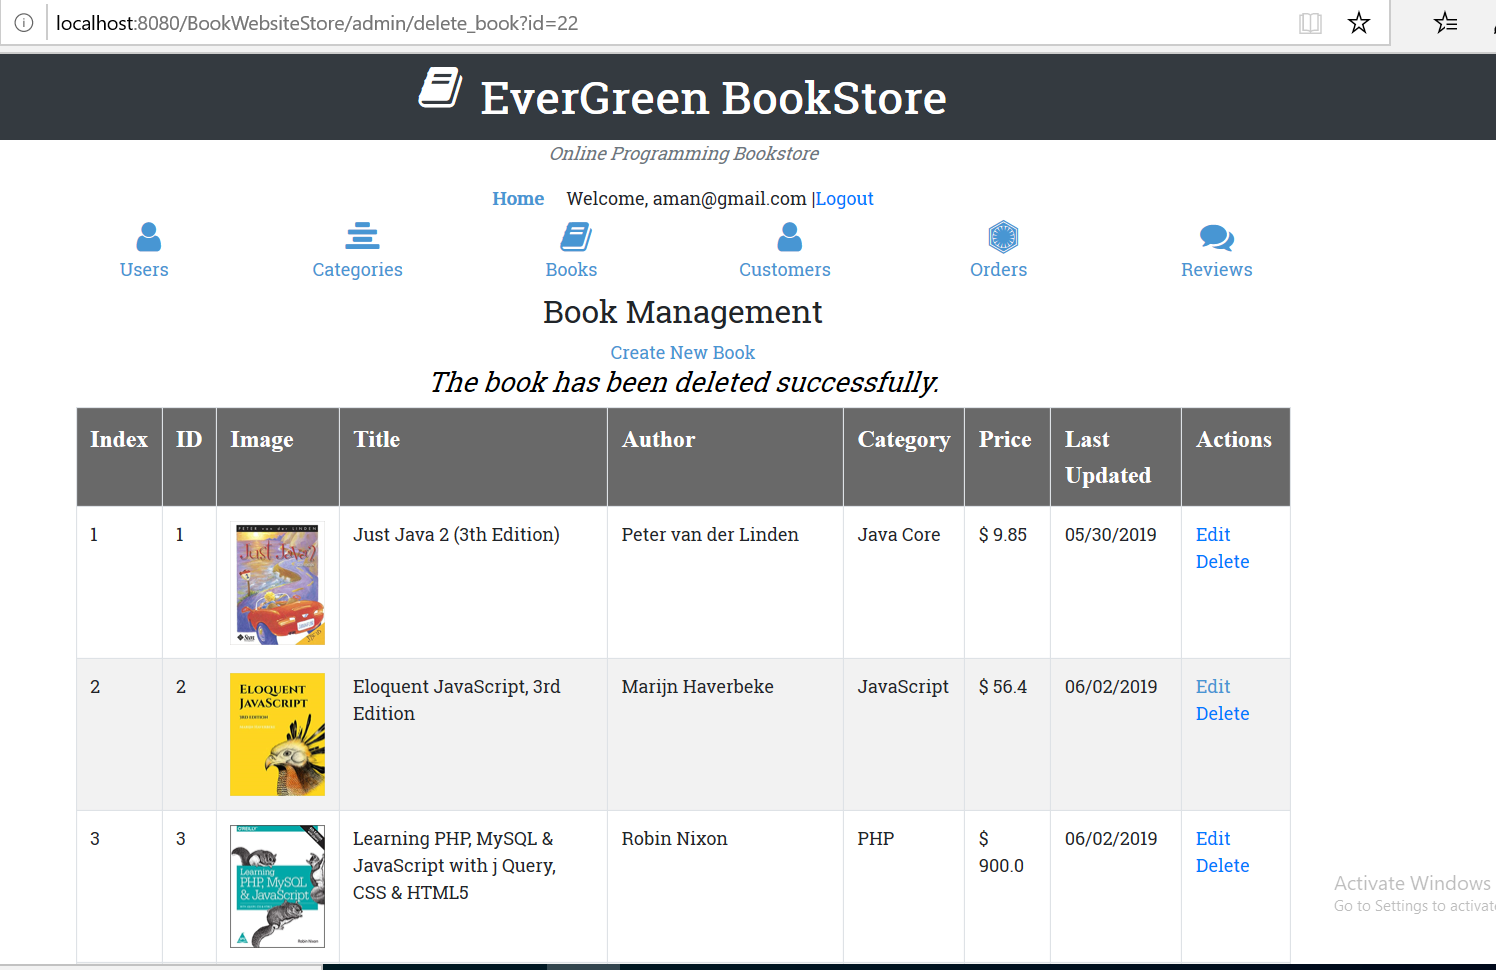 localhost:8080/BookWebsiteStore/admin/delete_book?id=22
EverGreen BookStore
Online Programming Bookstore
Home Welcome, aman@gmail.com |Logout
Users Categories Books Customers Orders Reviews
Book Management
Create New Book
The book has been deleted successfully.
Index ID Image Title Author Category Price Last Updated Actions
1 1 Just Java 2 (3th Edition) Peter van der Linden Java Core $ 9.85 05/30/2019 Edit
Delete
PETER van der LINDEN
Just Java 2
2 2 Eloquent JavaScript, 3rd Marijn Haverbeke JavaScript $ 56.4 06/02/2019 Edit
Edition Delete
ELOQUENT
JAVASCRIPT
3 3 Learning PHP, MySQL & Robin Nixon PHP $ 06/02/2019 Edit
JavaScript with j Query, 900.0 Delete
CSS & HTML5
O'REILLY
Learning
PHP, MySQL
& JavaScript
Robin Nixon
Activate Windows
Go to Settings to activat